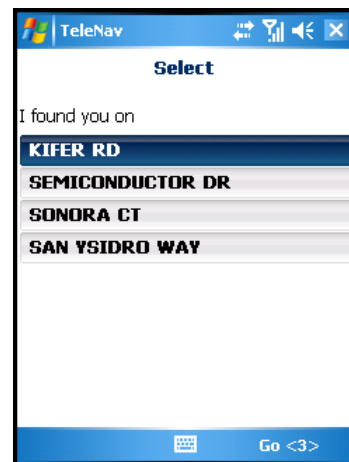 TeleNav
Select
I found you on
KIFER RD
SEMICONDUCTOR DR
SONORA CT
SAN YSIDRO WAY
Go <3>